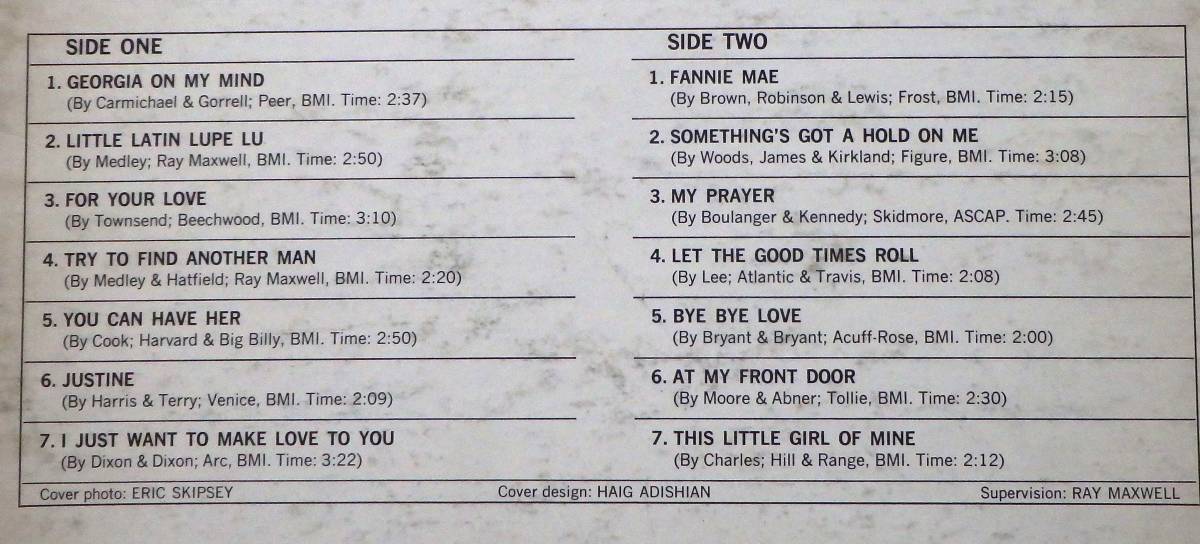 SIDE ONE
1. GEORGIA ON MY MIND
(By Carmichael & Gorrell; Peer, BMI. Time: 2:37)
2. LITTLE LATIN LUPE LU
(By Medley; Ray Maxwell, BMI. Time: 2:50)
3. FOR YOUR LOVE
(By Townsend; Beechwood, BMI. Time: 3:10)
4. TRY TO FIND ANOTHER MAN
(By Medley & Hatfield; Ray Maxwell, BMI. Time: 2:20)
5. YOU CAN HAVE HER
(By Cook; Harvard & Big Billy, BMI. Time: 2:50)
6. JUSTINE
(By Harris & Terry; Venice, BMI. Time: 2:09)
7. I JUST WANT TO MAKE LOVE TO YOU
(By Dixon & Dixon; Arc, BMI. Time: 3:22)
SIDE TWO
1. FANNIE MAE
(By Brown, Robinson & Lewis; Frost, BMI. Time: 2:15)
2. SOMETHING'S GOT A HOLD ON ME
(By Woods, James & Kirkland; Figure, BMI. Time: 3:08)
3. MY PRAYER
(By Boulanger & Kennedy; Skidmore, ASCAP. Time: 2:45)
4. LET THE GOOD TIMES ROLL
(By Lee; Atlantic & Travis, BMI. Time: 2:08)
5. BYE BYE LOVE
(By Bryant & Bryant; Acuff-Rose, BMI. Time: 2:00)
6. AT MY FRONT DOOR
(By Moore & Abner; Tollie, BMI. Time: 2:30)
7. THIS LITTLE GIRL OF MINE
(By Charles; Hill & Range, BMI. Time: 2:12)
Cover photo: ERIC SKIPSEY
Cover design: HAIG ADISHIAN
Supervision: RAY MAXWELL